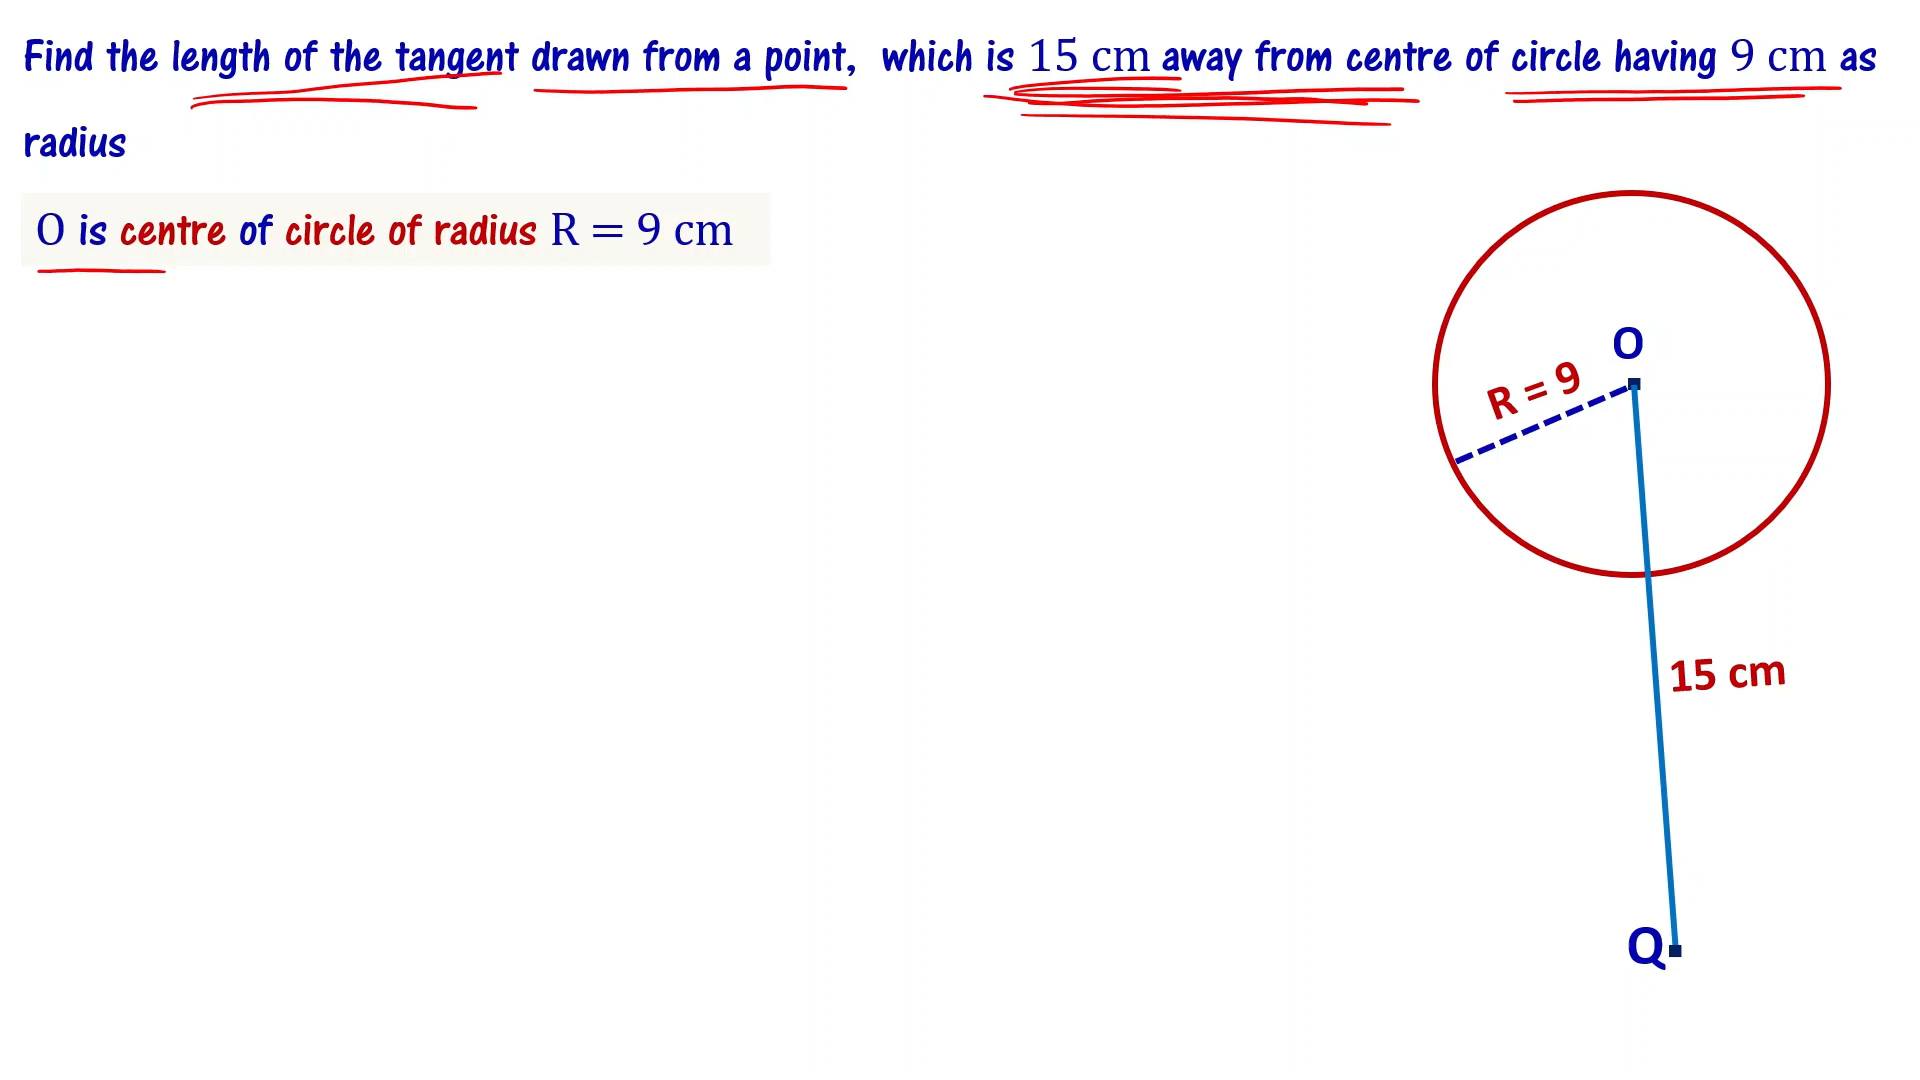 Find the length of the tangent drawn from a point, which is 15 cm away from centre of circle having 9 cm as
radius
O is centre of circle of radius R = 9 cm
O
R = 9
15 cm
Q